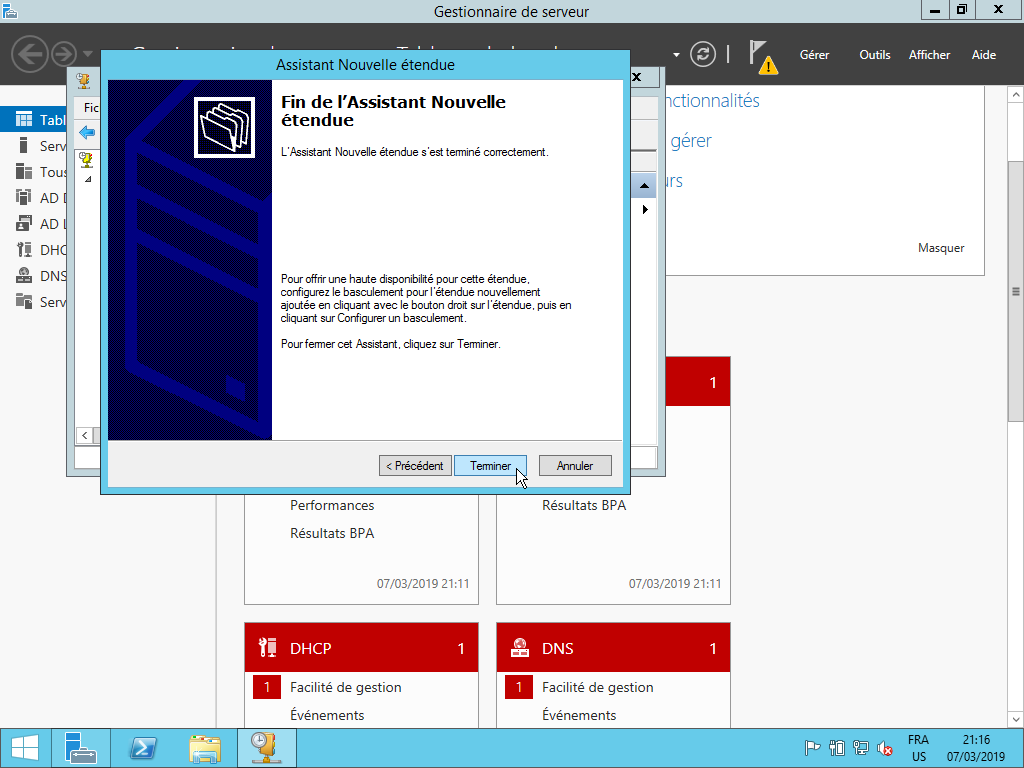 Gestionnaire de serveur
Gérer
Outils
Afficher
Aide
Assistant Nouvelle étendue
Fic
Fin de l’Assistant Nouvelle
étendue
L’Assistant Nouvelle étendue s’est terminé correctement.
Pour offrir une haute disponibilité pour cette étendue,
configurez le basculement pour l’étendue nouvellement
ajoutée en cliquant avec le bouton droit sur l’étendue, puis en
cliquant sur Configurer un basculement.
Pour fermer cet Assistant, cliquez sur Terminer.
< Précédent
Terminer
Annuler
Tabl
Serv
Tous
AD
AD
DHC
DNS
Serv
nctionnalités
gérer
urs
Masquer
1
Performances
Résultats BPA
07/03/2019 21:11
Résultats BPA
07/03/2019 21:11
DHCP 1
1 Facilité de gestion
Événements
DNS 1
1 Facilité de gestion
Événements
FRA
US
21:16
07/03/2019